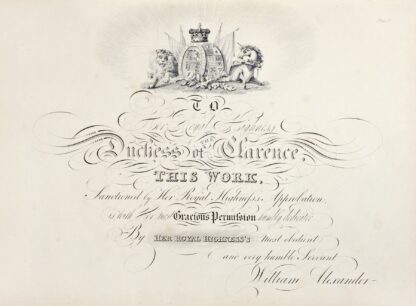 TO
Her Royal Highness
THE
Duchess of Clarence,
THIS WORK,
Sanctioned by Her Royal Highness's Approbation,
is with Her most Gracious Permission humbly dedicated
By HER ROYAL HIGHNESS'S most obedient
and very humble Servant
William Alexander